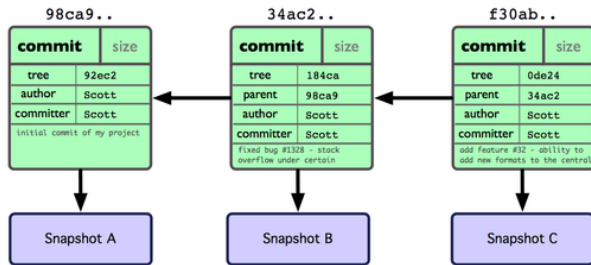 98ca9..
commit size
tree 92ec2
author Scott
committer Scott
initial commit of my project
Snapshot A
34ac2..
commit size
tree 184ca
parent 98ca9
author Scott
committer Scott
fixed bug #1328 - stack
overflow under certain
Snapshot B
f30ab..
commit size
tree 0de24
parent 34ac2
author Scott
committer Scott
add feature #32 - ability to
add new formats to the central
Snapshot C